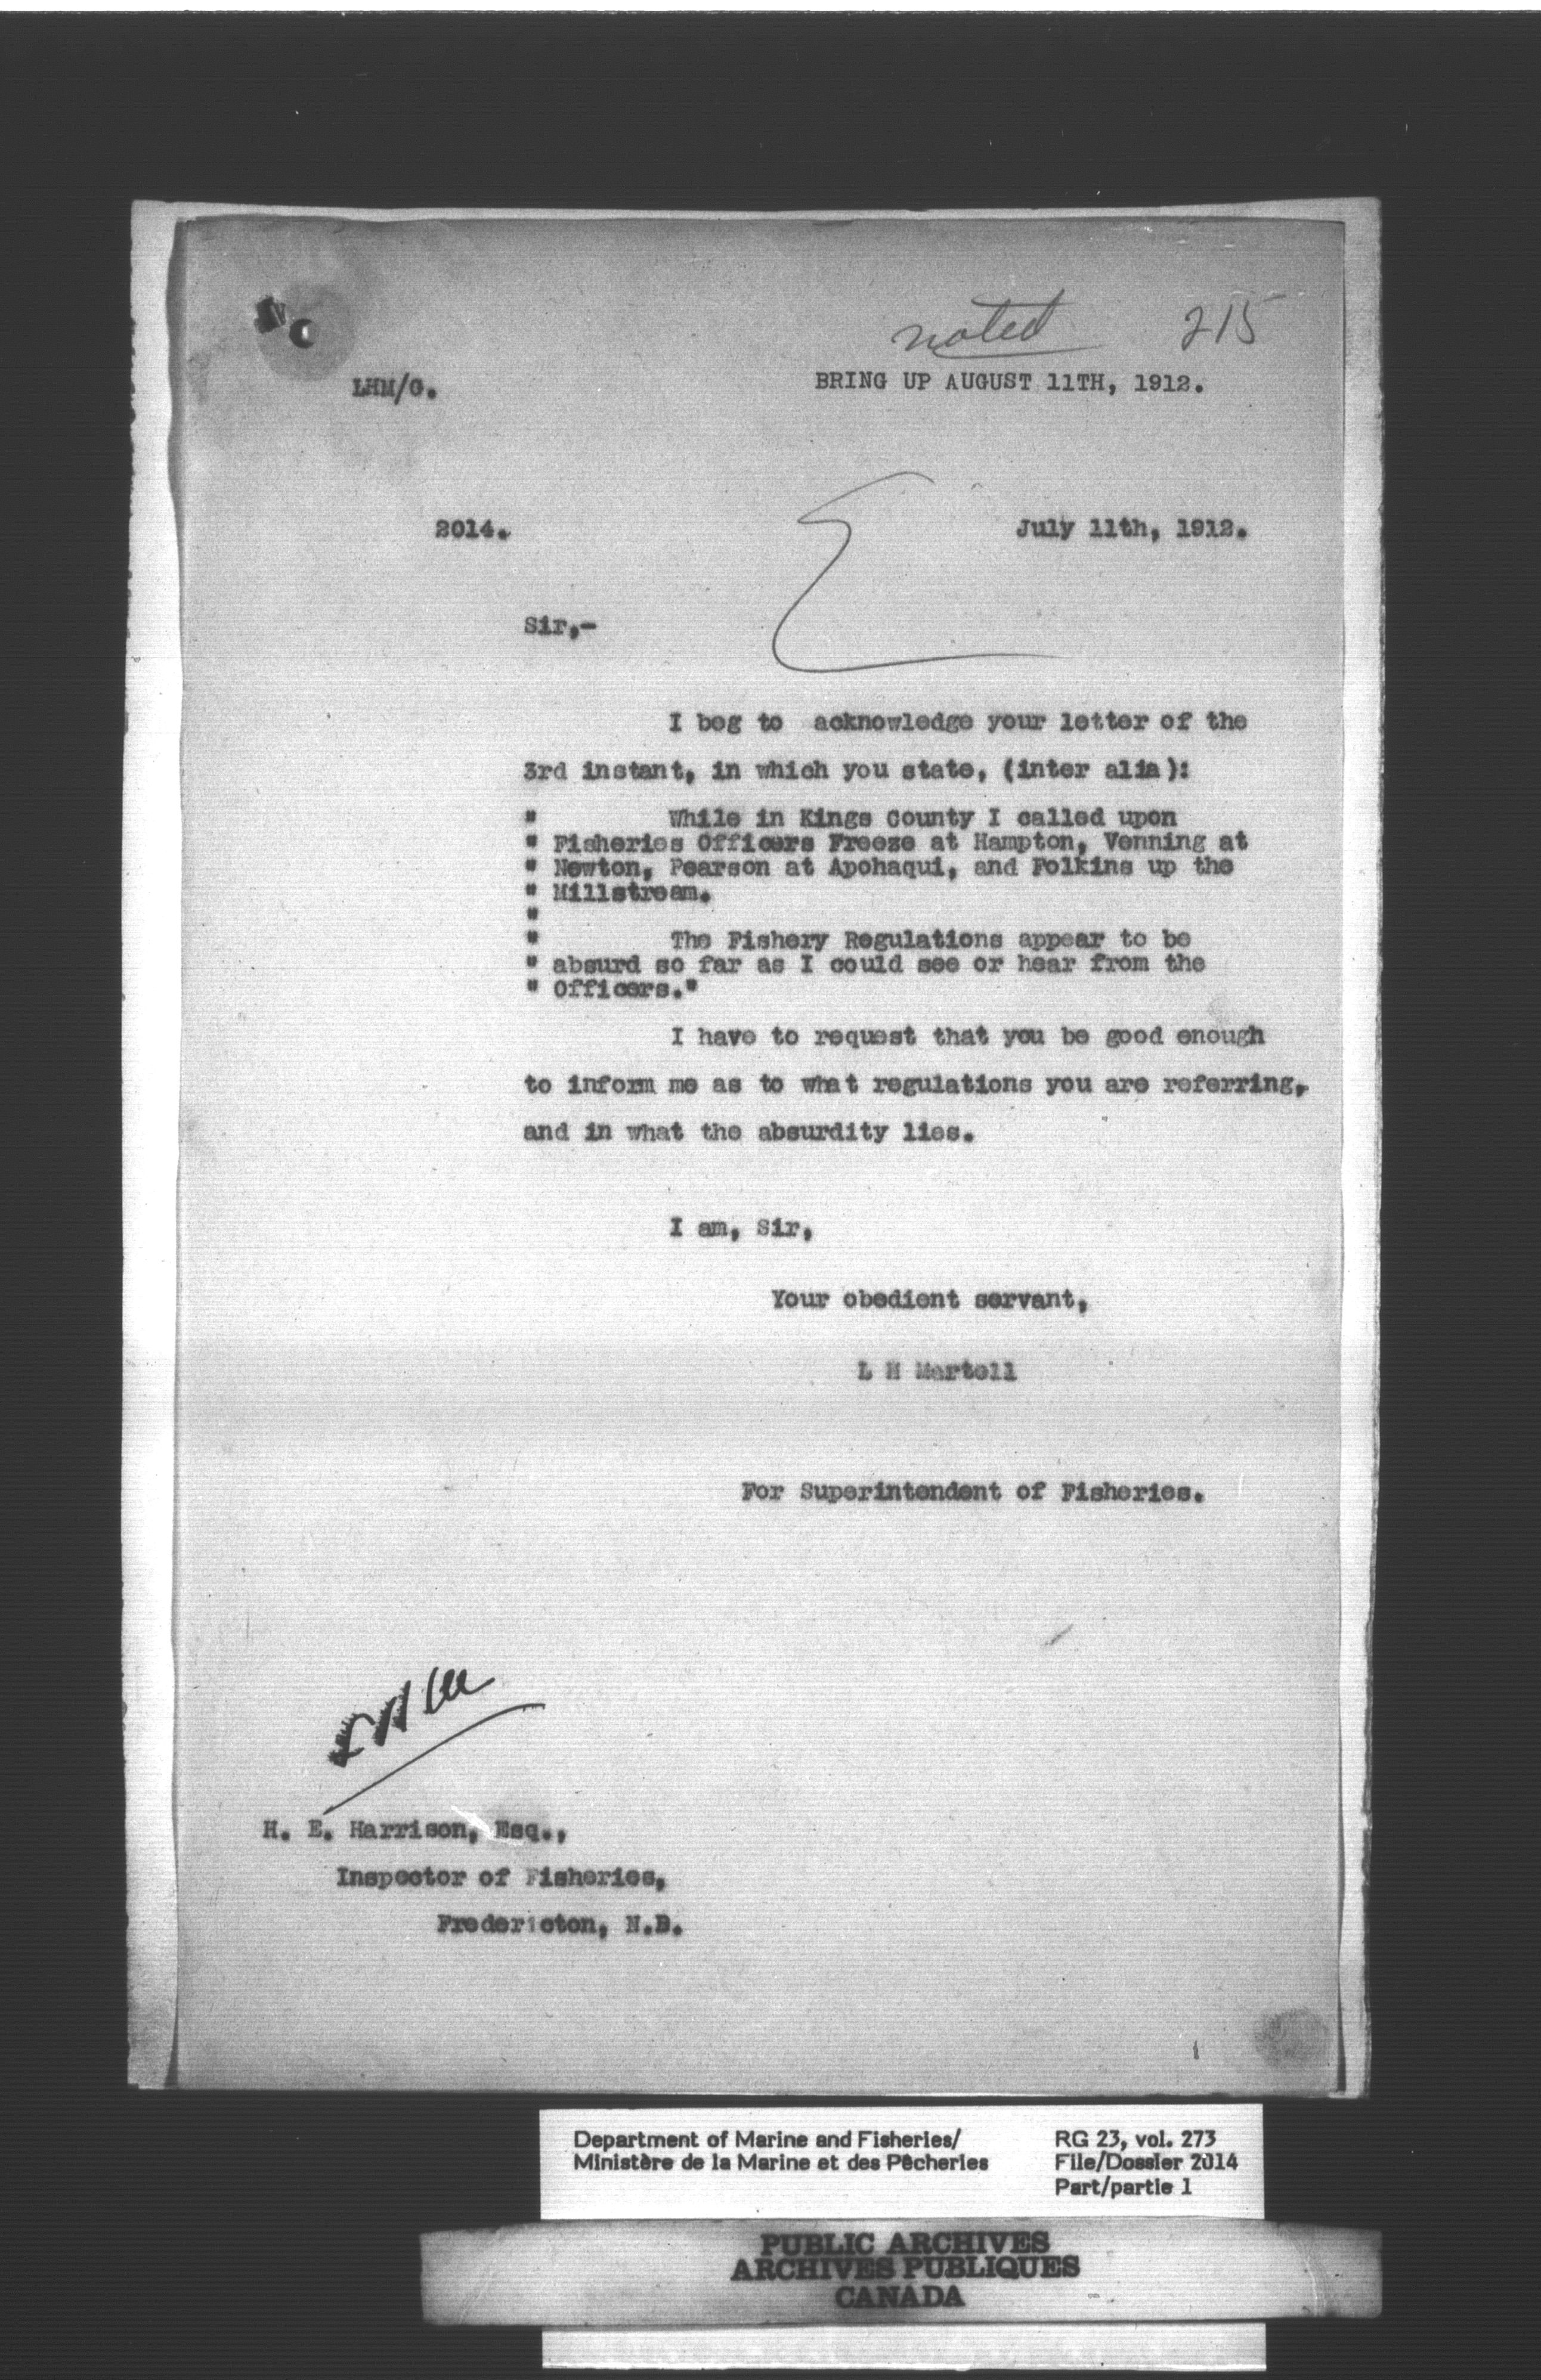 noted 215
LHM/G. BRING UP AUGUST 11TH, 1912.
2014. July 11th, 1912.
Sir,-
I beg to acknowledge your letter of the
3rd instant, in which you state, (inter alia):
" While in Kings County I called upon
" Fisheries Officers Freeze at Hampton, Venning at
" Newton, Pearson at Apohaqui, and Folkins up the
" Millstream.
"
" The Fishery Regulations appear to be
" absurd so far as I could see or hear from the
" Officers."
I have to request that you be good enough
to inform me as to what regulations you are referring,
and in what the absurdity lies.
I am, Sir,
Your obedient servant,
L H Martell
For Superintendent of Fisheries.
H. E. Harrison, Esq.,
Inspector of Fisheries,
Fredericton, N.B.
Department of Marine and Fisheries/ RG 23, vol. 273
Ministère de la Marine et des Pêcheries File/Dossier 2014
Part/partie 1
PUBLIC ARCHIVES
ARCHIVES PUBLIQUES
CANADA